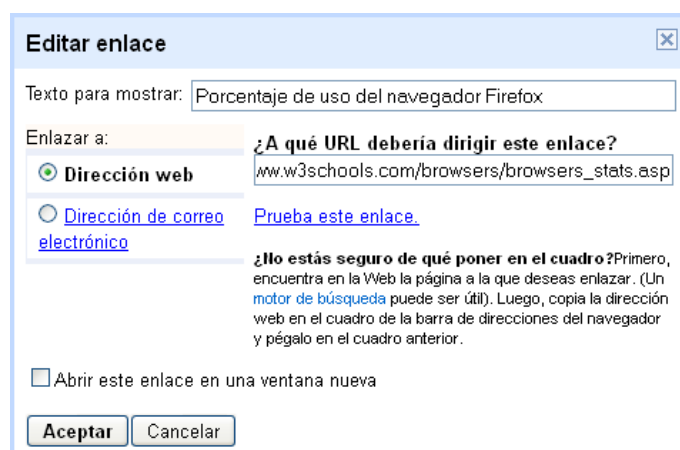 Editar enlace
Texto para mostrar: Porcentaje de uso del navegador Firefox
Enlazar a:
Dirección web
Dirección de correo
electrónico
¿A qué URL debería dirigir este enlace?
ww.w3schools.com/browsers/browsers_stats.asp
Prueba este enlace.
¿No estás seguro de qué poner en el cuadro?Primero,
encuentra en la Web la página a la que deseas enlazar. (Un
motor de búsqueda puede ser útil). Luego, copia la dirección
web en el cuadro de la barra de direcciones del navegador
y pégalo en el cuadro anterior.
Abrir este enlace en una ventana nueva
Aceptar Cancelar